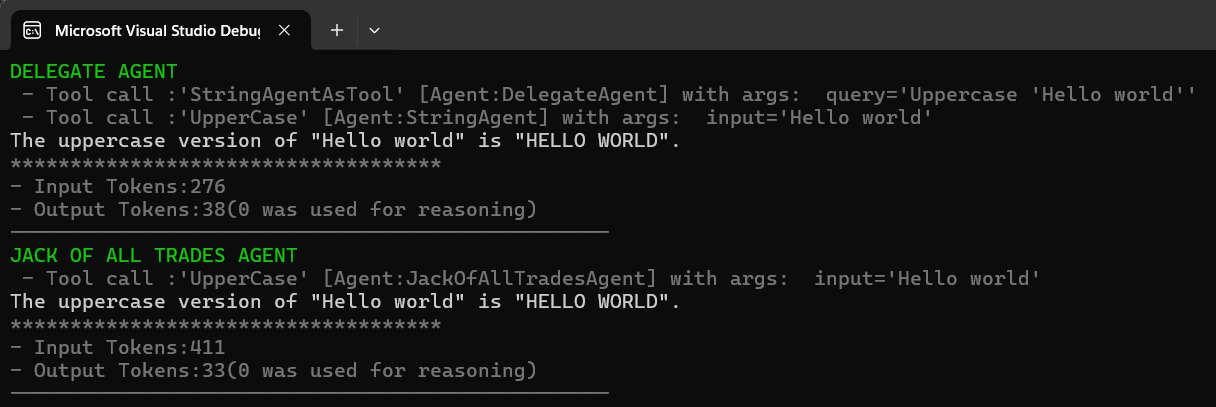 Microsoft Visual Studio Debug
DELEGATE AGENT
- Tool call :'StringAgentAsTool' [Agent:DelegateAgent] with args:  query='Uppercase 'Hello world''
- Tool call :'UpperCase' [Agent:StringAgent] with args:  input='Hello world'
The uppercase version of "Hello world" is "HELLO WORLD".
************************************
- Input Tokens:276
- Output Tokens:38(0 was used for reasoning)
JACK OF ALL TRADES AGENT
- Tool call :'UpperCase' [Agent:JackOfAllTradesAgent] with args:  input='Hello world'
The uppercase version of "Hello world" is "HELLO WORLD".
************************************
- Input Tokens:411
- Output Tokens:33(0 was used for reasoning)